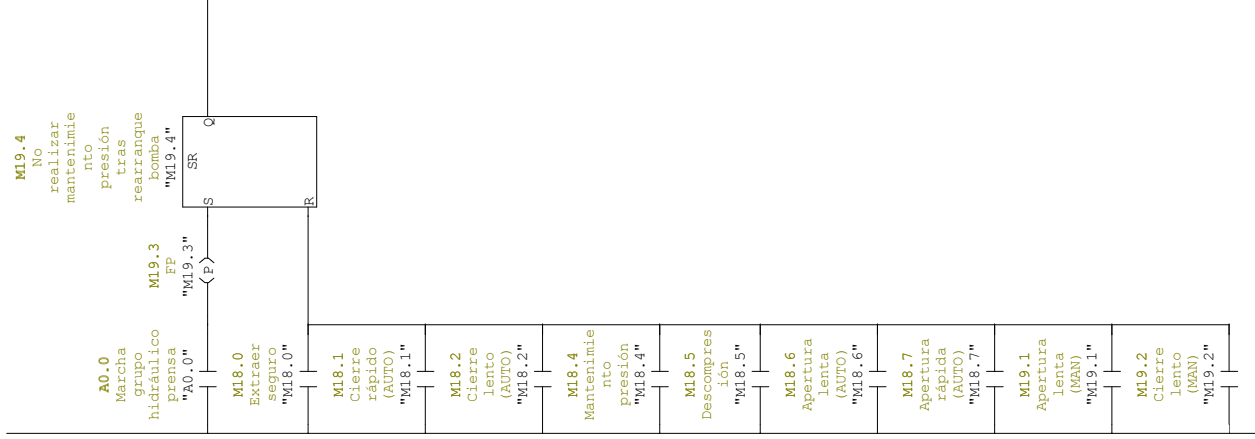 A0.0
Marcha
grupo
hidráulico
prensa
"A0.0"
M19.3
FP
"M19.3"
P
M19.4
No
realizar
mantenimie
nto
presión
tras
rearranque
bomba
"M19.4"
SR
S
Q
R
M18.0
Extraer
seguro
"M18.0"
M18.1
Cierre
rápido
(AUTO)
"M18.1"
M18.2
Cierre
lento
(AUTO)
"M18.2"
M18.4
Mantenimie
nto
presión
"M18.4"
M18.5
Descompres
ión
"M18.5"
M18.6
Apertura
lenta
(AUTO)
"M18.6"
M18.7
Apertura
rápida
(AUTO)
"M18.7"
M19.1
Apertura
lenta
(MAN)
"M19.1"
M19.2
Cierre
lento
(MAN)
"M19.2"